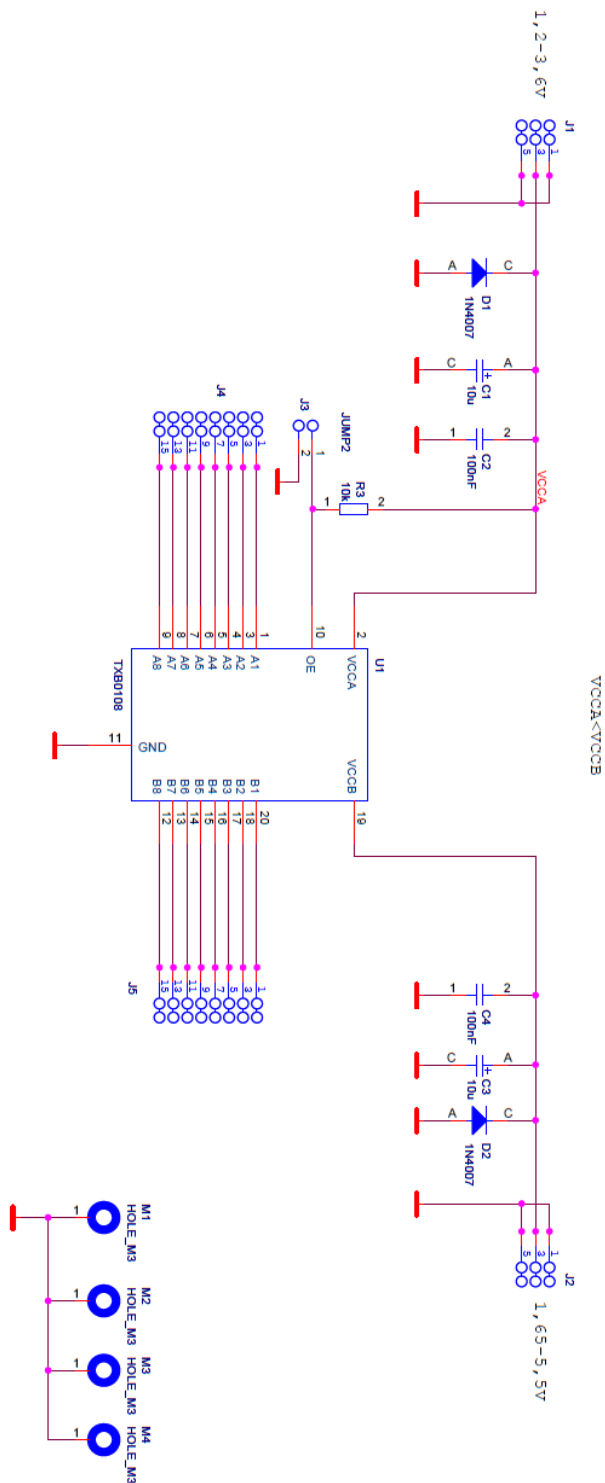 1,2-3,6V
J1
1
3
5
A
C
D1
1N4007
C
A
C1
10u
1
2
C2
100nF
VCCA
JUMP2
J3
1
2
R3
10k
1
2
J4
1
3
5
7
9
11
13
15
VCCA<VCCB
U1
TXB0108
2
VCCA
10
OE
1
A1
3
A2
4
A3
5
A4
6
A5
7
A6
8
A7
9
A8
11
GND
VCCB
19
B1
20
B2
18
B3
17
B4
16
B5
15
B6
14
B7
13
B8
12
J5
1
3
5
7
9
11
13
15
1
2
C4
100nF
C
A
C3
10u
A
C
D2
1N4007
J2
1
3
5
1,65-5,5V
M1
HOLE_M3
1
M2
HOLE_M3
1
M3
HOLE_M3
1
M4
HOLE_M3
1